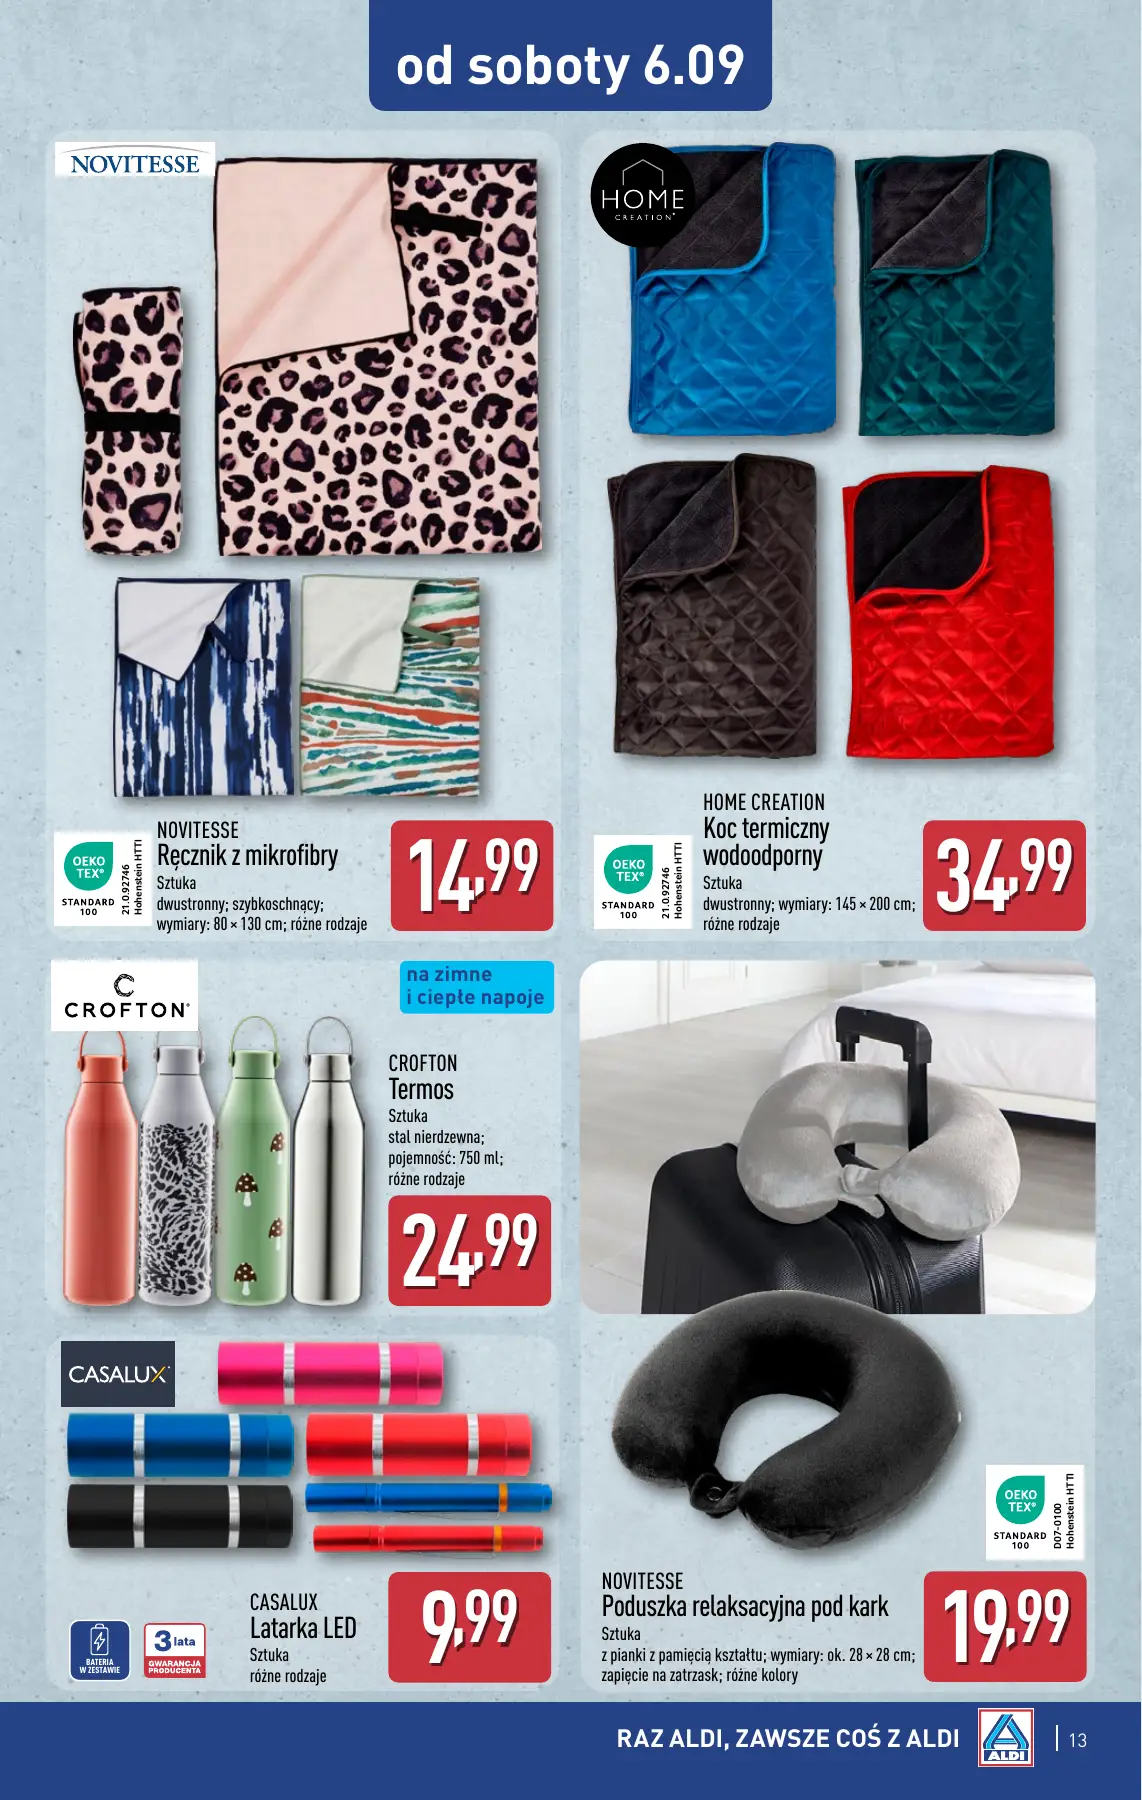 od soboty 6.09
NOVITESSE
OEKO
TEX®
STANDARD
100
21.0.92746
Hohenstein HTTI
NOVITESSE
Ręcznik z mikrofibry
Sztuka
dwustronny; szybkoschnący;
wymiary: 80 × 130 cm; różne rodzaje
14,99
HOME
CREATION®
OEKO
TEX®
STANDARD
100
21.0.92746
Hohenstein HTTI
HOME CREATION
Koc termiczny
wodoodporny
Sztuka
dwustronny; wymiary: 145 × 200 cm;
różne rodzaje
34,99
CROFTON®
na zimne
i ciepłe napoje
CROFTON
Termos
Sztuka
stal nierdzewna;
pojemność: 750 ml;
różne rodzaje
24,99
CASALUX
BATERIA
W ZESTAWIE
3 lata
GWARANCJA
PRODUCENTA
CASALUX
Latarka LED
Sztuka
różne rodzaje
9,99
OEKO
TEX®
STANDARD
100
D07-0100
Hohenstein HTTI
NOVITESSE
Poduszka relaksacyjna pod kark
Sztuka
z pianki z pamięcią kształtu; wymiary: ok. 28 × 28 cm;
zapięcie na zatrzask; różne kolory
19,99
RAZ ALDI, ZAWSZE COŚ Z ALDI
ALDI
13